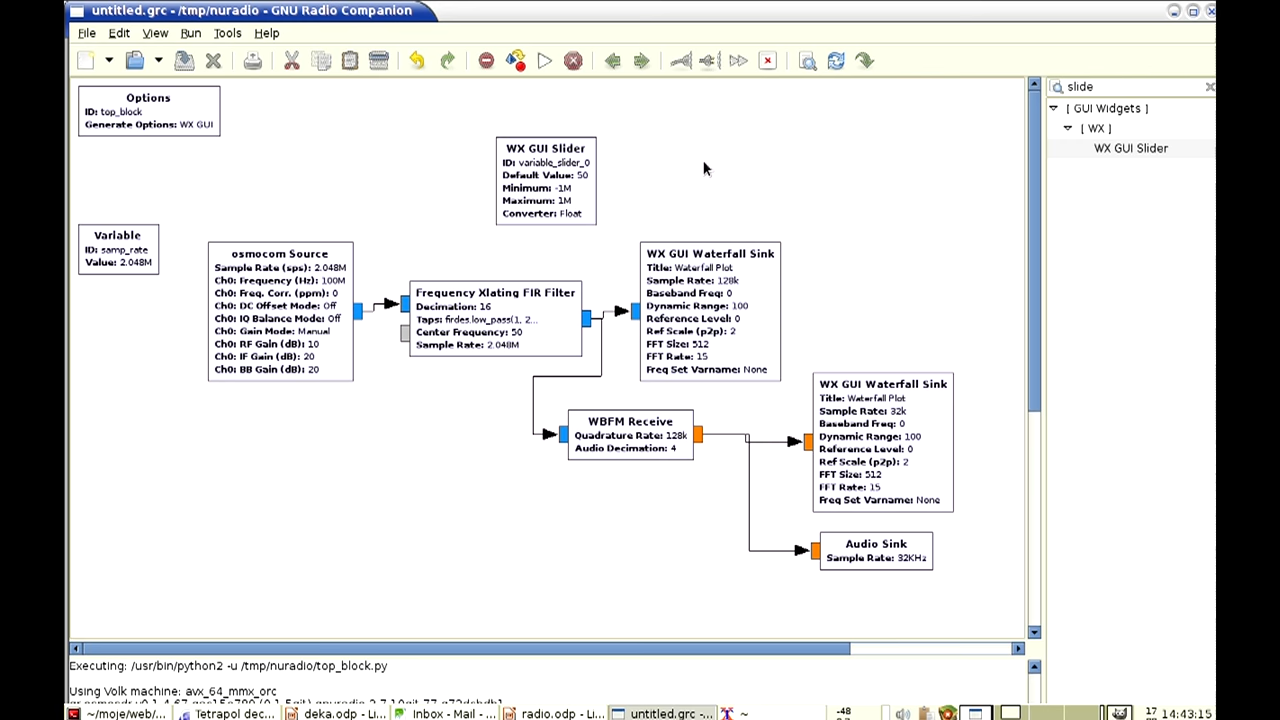 untitled.grc - /tmp/nuradio - GNU Radio Companion
File Edit View Run Tools Help
slide
[ GUI Widgets ]
[ WX ]
WX GUI Slider
Options
ID: top_block
Generate Options: WX GUI
WX GUI Slider
ID: variable_slider_0
Default Value: 50
Minimum: -1M
Maximum: 1M
Converter: Float
Variable
ID: samp_rate
Value: 2.048M
osmocom Source
Sample Rate (sps): 2.048M
Ch0: Frequency (Hz): 100M
Ch0: Freq. Corr. (ppm): 0
Ch0: DC Offset Mode: Off
Ch0: IQ Balance Mode: Off
Ch0: Gain Mode: Manual
Ch0: RF Gain (dB): 10
Ch0: IF Gain (dB): 20
Ch0: BB Gain (dB): 20
Frequency Xlating FIR Filter
Decimation: 16
Taps: firdes.low_pass(1, 2...
Center Frequency: 50
Sample Rate: 2.048M
WX GUI Waterfall Sink
Title: Waterfall Plot
Sample Rate: 128k
Baseband Freq: 0
Dynamic Range: 100
Reference Level: 0
Ref Scale (p2p): 2
FFT Size: 512
FFT Rate: 15
Freq Set Varname: None
WBFM Receive
Quadrature Rate: 128k
Audio Decimation: 4
WX GUI Waterfall Sink
Title: Waterfall Plot
Sample Rate: 32k
Baseband Freq: 0
Dynamic Range: 100
Reference Level: 0
Ref Scale (p2p): 2
FFT Size: 512
FFT Rate: 15
Freq Set Varname: None
Audio Sink
Sample Rate: 32KHz
Executing: /usr/bin/python2 -u /tmp/nuradio/top_block.py
Using Volk machine: avx_64_mmx_orc
~/moje/web/... Tetrapol dec... deka.odp - Li... Inbox - Mail - ... radio.odp - Li... untitled.grc -... ~ -48 17 14:43:15